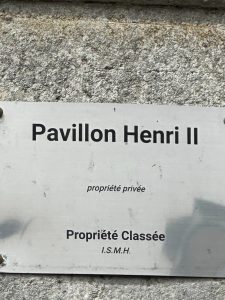 Pavillon Henri II
propriété privée
Propriété Classée
I.S.M.H.